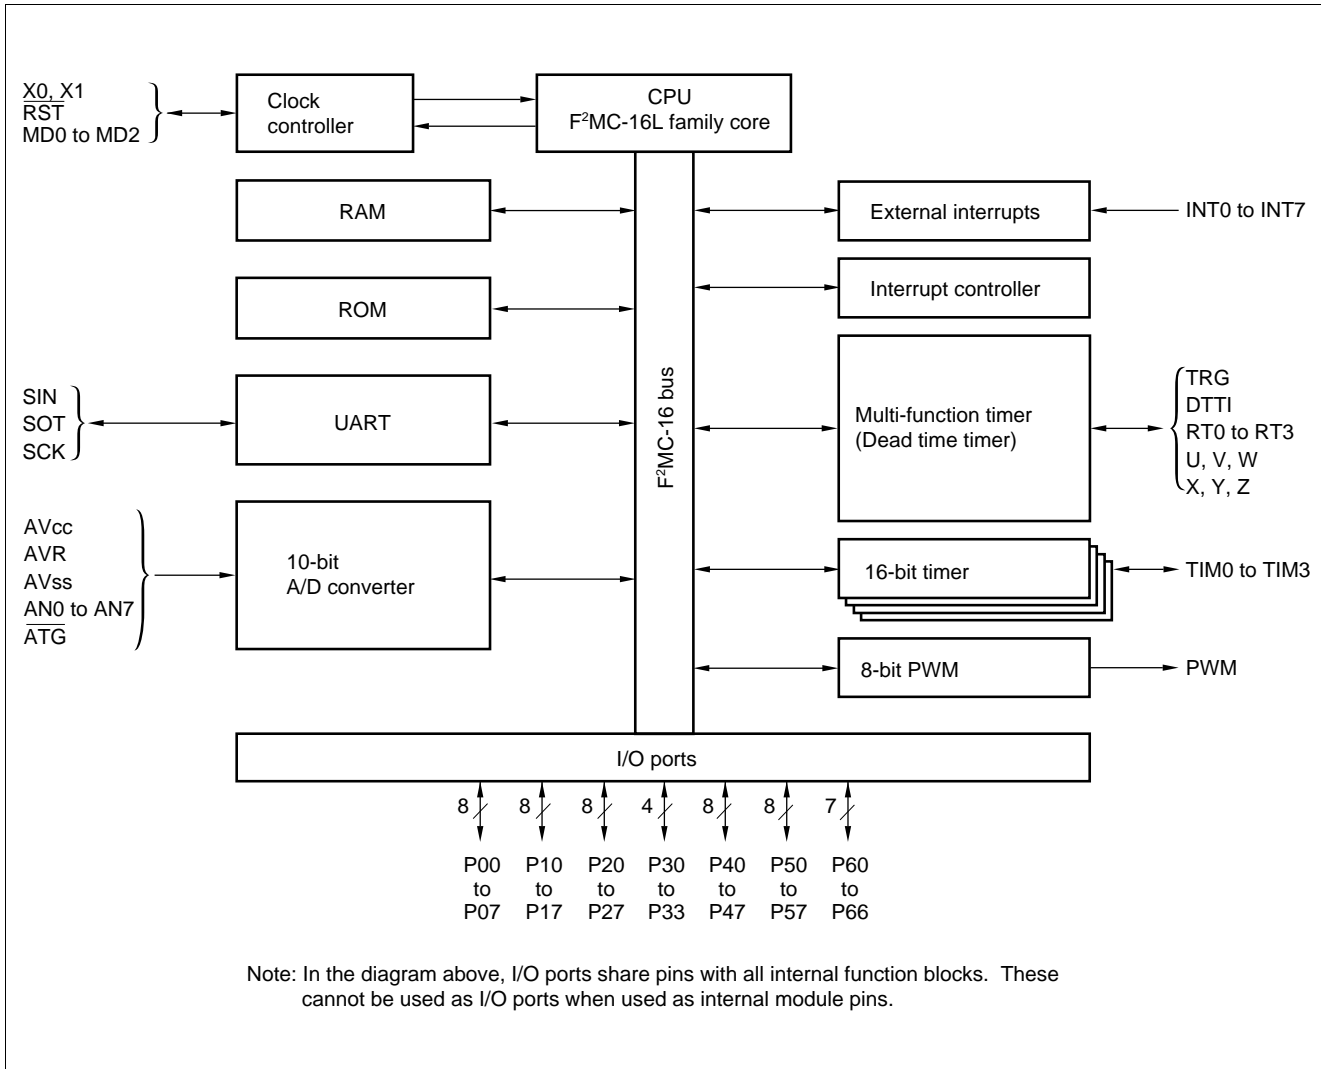 X0, X1
RST
MD0 to MD2
Clock
controller
CPU
F²MC-16L family core
RAM
External interrupts
INT0 to INT7
ROM
Interrupt controller
SIN
SOT
SCK
UART
F²MC-16 bus
Multi-function timer
(Dead time timer)
TRG
DTTI
RT0 to RT3
U, V, W
X, Y, Z
AVcc
AVR
AVss
AN0 to AN7
ATG
10-bit
A/D converter
16-bit timer
TIM0 to TIM3
8-bit PWM
PWM
I/O ports
8 8 8 4 8 8 7
P00 P10 P20 P30 P40 P50 P60
to to to to to to to
P07 P17 P27 P33 P47 P57 P66
Note: In the diagram above, I/O ports share pins with all internal function blocks. These
cannot be used as I/O ports when used as internal module pins.